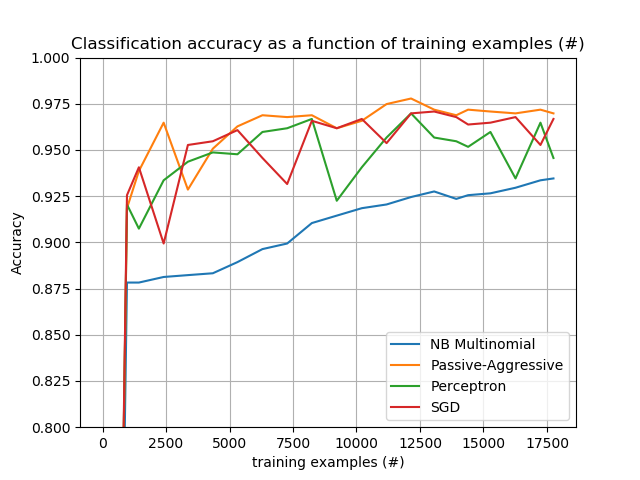 Classification accuracy as a function of training examples (#)
1.000
0.975
0.950
0.925
0.900
0.875
0.850
0.825
0.800
Accuracy
NB Multinomial
Passive-Aggressive
Perceptron
SGD
0 2500 5000 7500 10000 12500 15000 17500
training examples (#)